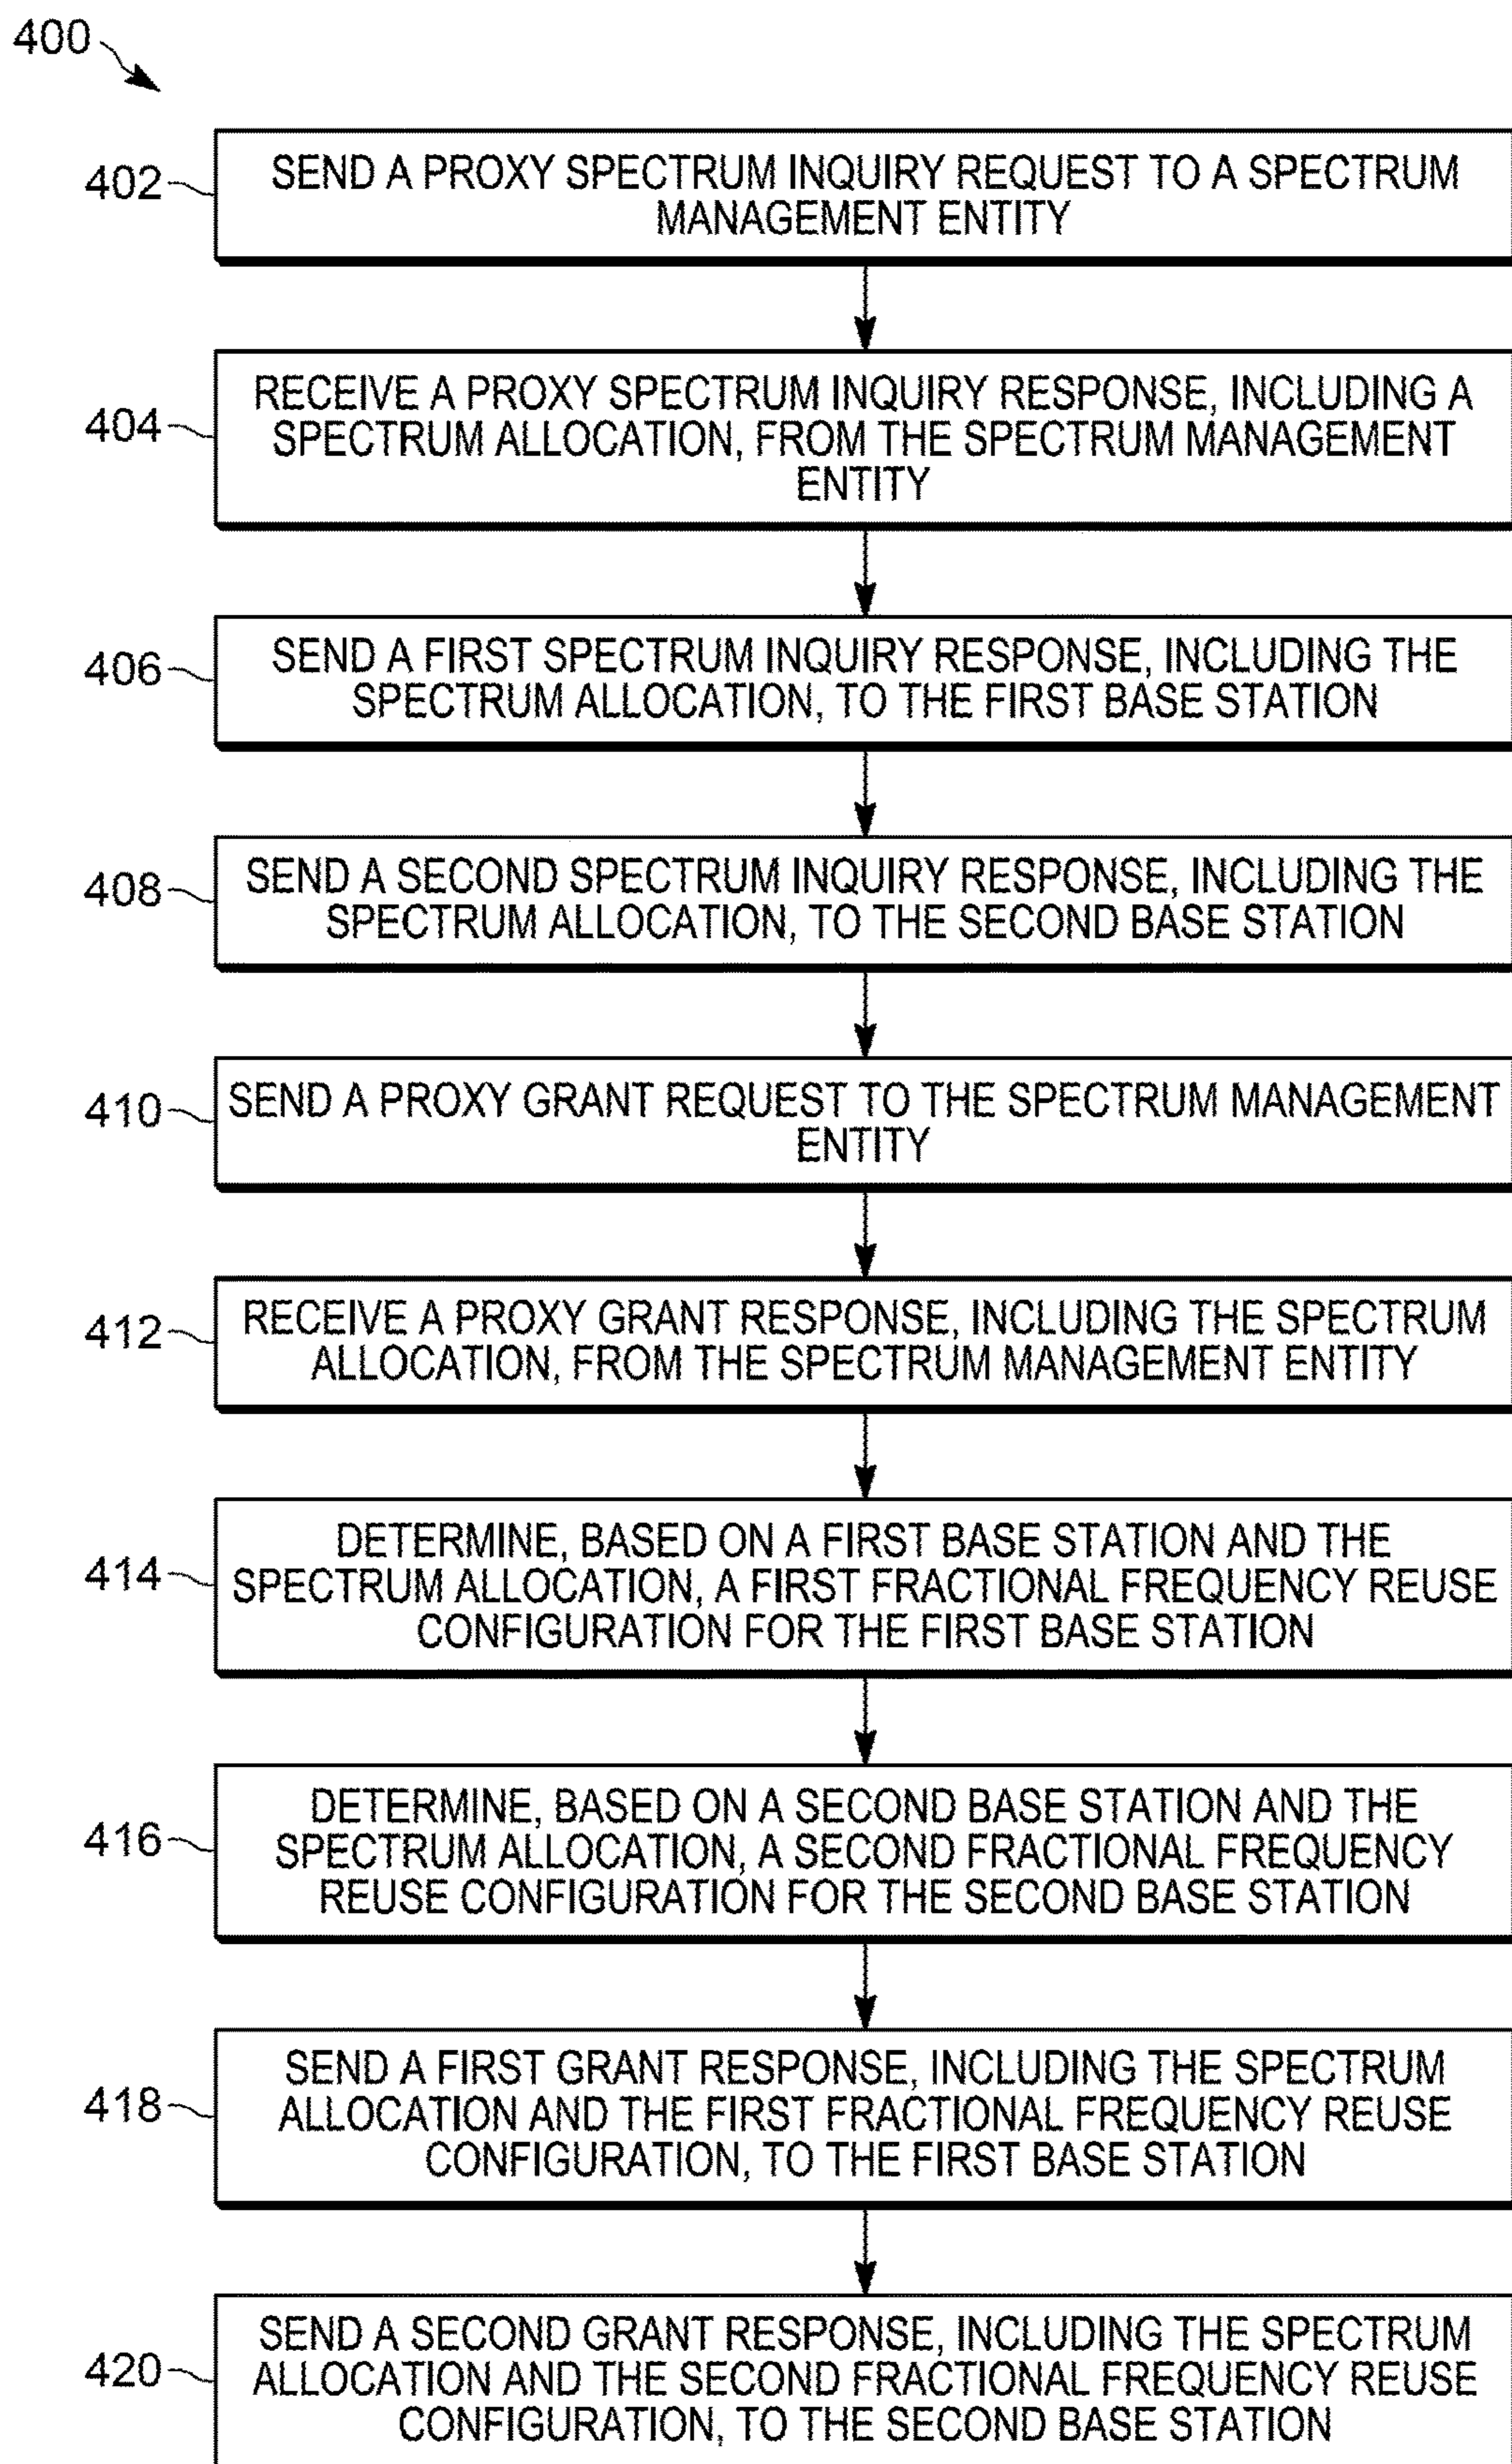 400
402
SEND A PROXY SPECTRUM INQUIRY REQUEST TO A SPECTRUM
MANAGEMENT ENTITY
404
RECEIVE A PROXY SPECTRUM INQUIRY RESPONSE, INCLUDING A
SPECTRUM ALLOCATION, FROM THE SPECTRUM MANAGEMENT
ENTITY
406
SEND A FIRST SPECTRUM INQUIRY RESPONSE, INCLUDING THE
SPECTRUM ALLOCATION, TO THE FIRST BASE STATION
408
SEND A SECOND SPECTRUM INQUIRY RESPONSE, INCLUDING THE
SPECTRUM ALLOCATION, TO THE SECOND BASE STATION
410
SEND A PROXY GRANT REQUEST TO THE SPECTRUM MANAGEMENT
ENTITY
412
RECEIVE A PROXY GRANT RESPONSE, INCLUDING THE SPECTRUM
ALLOCATION, FROM THE SPECTRUM MANAGEMENT ENTITY
414
DETERMINE, BASED ON A FIRST BASE STATION AND THE
SPECTRUM ALLOCATION, A FIRST FRACTIONAL FREQUENCY REUSE
CONFIGURATION FOR THE FIRST BASE STATION
416
DETERMINE, BASED ON A SECOND BASE STATION AND THE
SPECTRUM ALLOCATION, A SECOND FRACTIONAL FREQUENCY
REUSE CONFIGURATION FOR THE SECOND BASE STATION
418
SEND A FIRST GRANT RESPONSE, INCLUDING THE SPECTRUM
ALLOCATION AND THE FIRST FRACTIONAL FREQUENCY REUSE
CONFIGURATION, TO THE FIRST BASE STATION
420
SEND A SECOND GRANT RESPONSE, INCLUDING THE SPECTRUM
ALLOCATION AND THE SECOND FRACTIONAL FREQUENCY REUSE
CONFIGURATION, TO THE SECOND BASE STATION